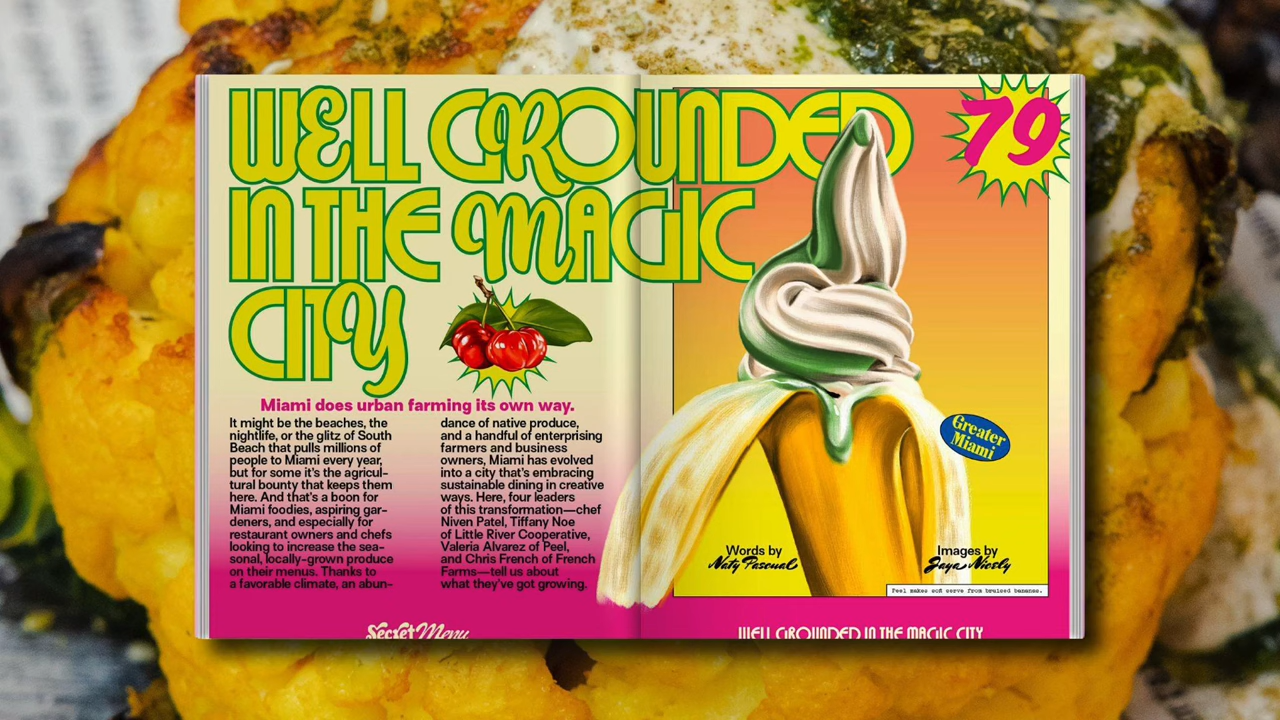 WELL GROUNDED
IN THE MAGIC
CITY
79
Miami does urban farming its own way.
It might be the beaches, the
nightlife, or the glitz of South
Beach that pulls millions of
people to Miami every year,
but for some it's the agricul-
tural bounty that keeps them
here. And that's a boon for
Miami foodies, aspiring gar-
deners, and especially for
restaurant owners and chefs
looking to increase the sea-
sonal, locally-grown produce
on their menus. Thanks to
a favorable climate, an abun-
dance of native produce,
and a handful of enterprising
farmers and business
owners, Miami has evolved
into a city that's embracing
sustainable dining in creative
ways. Here, four leaders
of this transformation—chef
Niven Patel, Tiffany Noe
of Little River Cooperative,
Valeria Alvarez of Peel,
and Chris French of French
Farms—tell us about
what they've got growing.
Greater
Miami
Words by
Naty Pascual
Images by
Jaya Nicely
Peel makes soft serve from bruised bananas.
Secret Menu
WELL GROUNDED IN THE MAGIC CITY